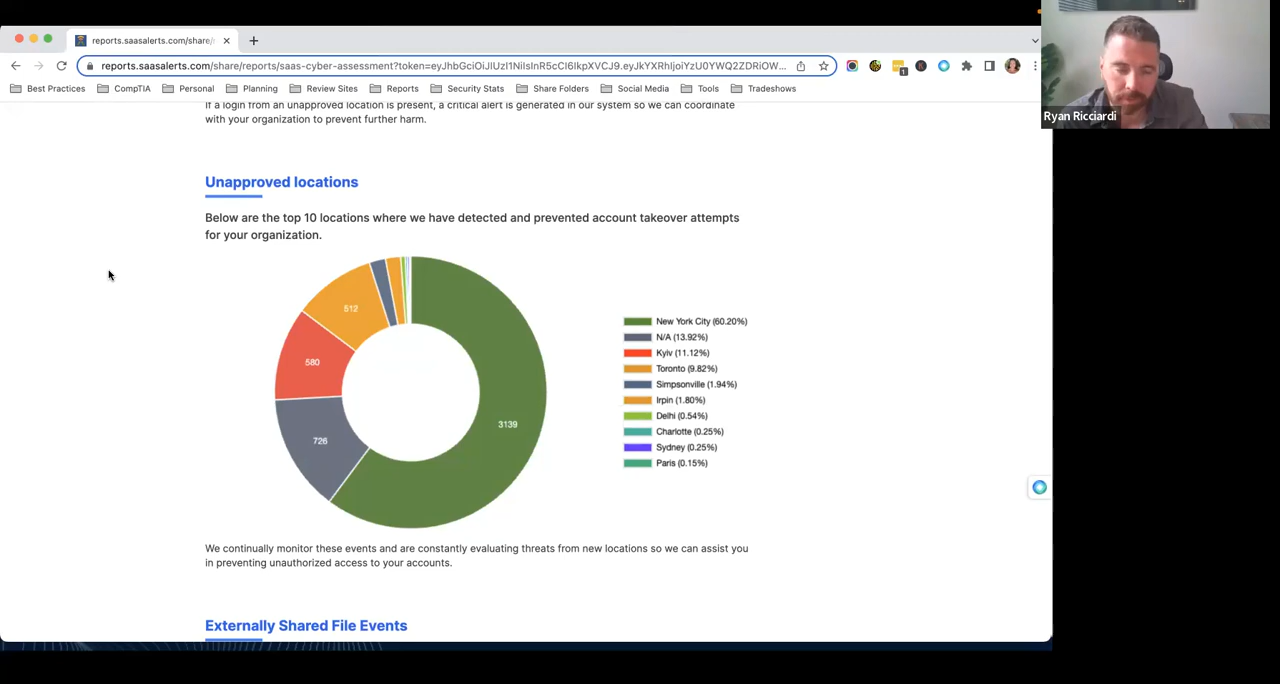 reports.saasalerts.com/share/r
reports.saasalerts.com/share/reports/saas-cyber-assessment?token=eyJhbGciOiJIUzI1NiIsInR5cCI6IkpXVCJ9.eyJkYXRhIjoiYzU0YWQ2ZDRiOW...
1
Best Practices CompTIA Personal Planning Review Sites Reports Security Stats Share Folders Social Media Tools Tradeshows
Ryan Ricciardi
If a login from an unapproved location is present, a critical alert is generated in our system so we can coordinate
with your organization to prevent further harm.
Unapproved locations
Below are the top 10 locations where we have detected and prevented account takeover attempts
for your organization.
512
580
726
3139
New York City (60.20%)
N/A (13.92%)
Kyiv (11.12%)
Toronto (9.82%)
Simpsonville (1.94%)
Irpin (1.80%)
Delhi (0.54%)
Charlotte (0.25%)
Sydney (0.25%)
Paris (0.15%)
We continually monitor these events and are constantly evaluating threats from new locations so we can assist you
in preventing unauthorized access to your accounts.
Externally Shared File Events